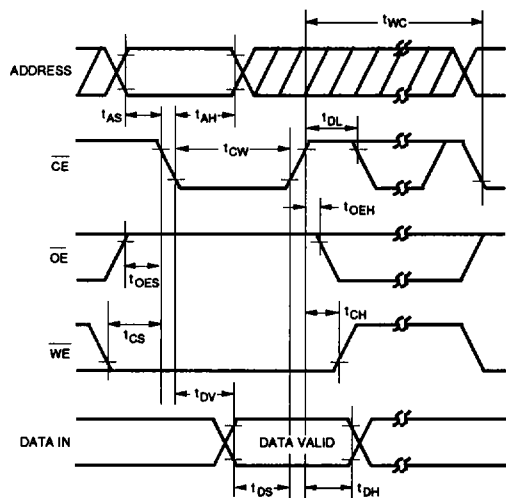 tWC
ADDRESS
tAS tAH tDL
tCW
CE
tOEH
OE
tOES
tCS tCH
WE
tDV
DATA IN DATA VALID
tDS tDH